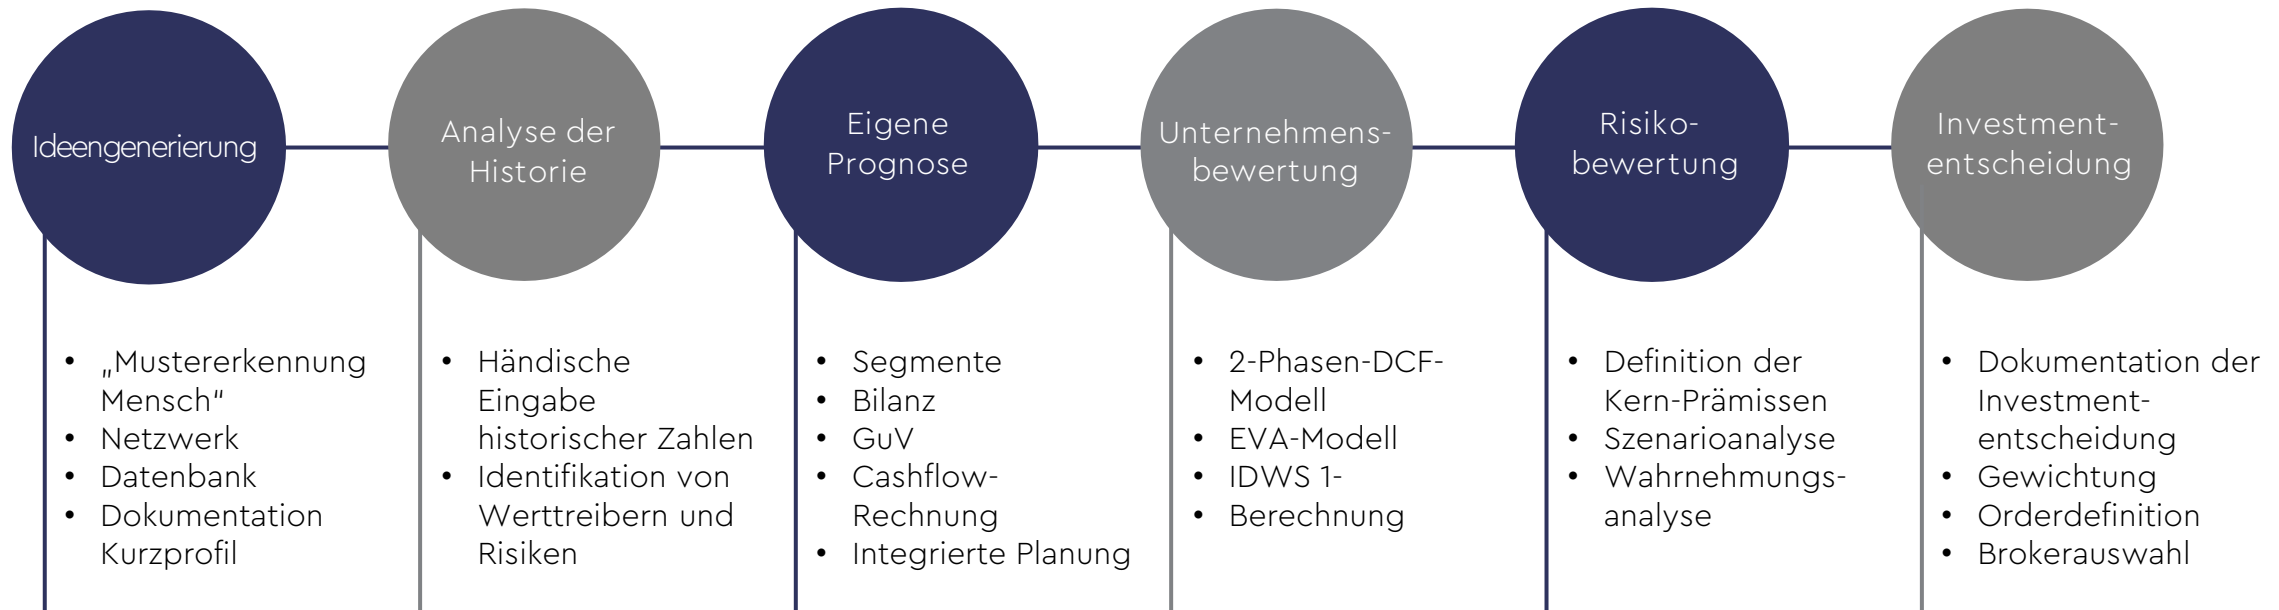 Ideengenerierung
Analyse der
Historie
Eigene
Prognose
Unternehmens-
bewertung
Risiko-
bewertung
Investment-
entscheidung
• „Mustererkennung
Mensch“
• Netzwerk
• Datenbank
• Dokumentation
Kurzprofil
• Händische
Eingabe
historischer Zahlen
• Identifikation von
Werttreibern und
Risiken
• Segmente
• Bilanz
• GuV
• Cashflow-
Rechnung
• Integrierte Planung
• 2-Phasen-DCF-
Modell
• EVA-Modell
• IDWS 1-
• Berechnung
• Definition der
Kern-Prämissen
• Szenarioanalyse
• Wahrnehmungs-
analyse
• Dokumentation der
Investment-
entscheidung
• Gewichtung
• Orderdefinition
• Brokerauswahl